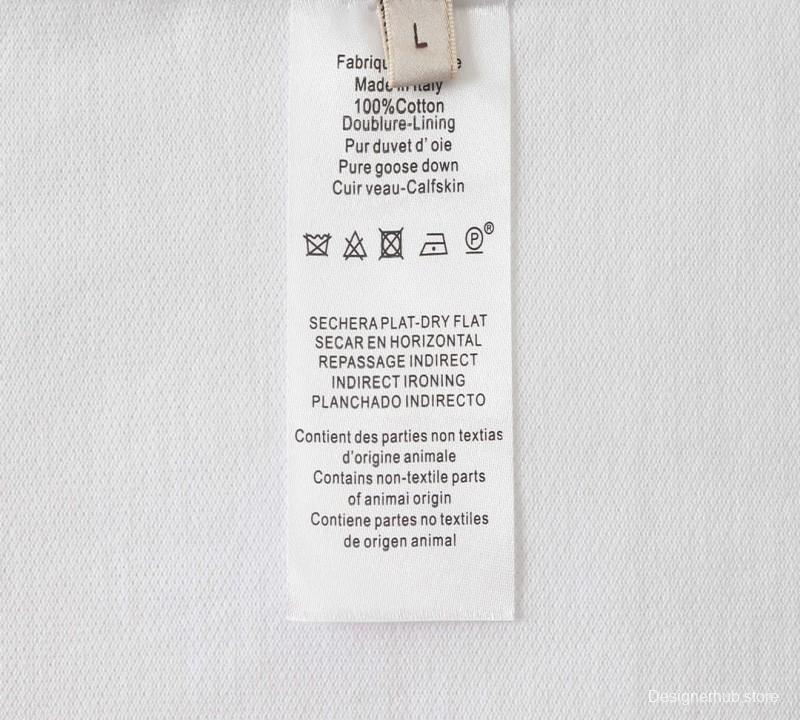 L
Made in Italy
100%Cotton
Doublure-Lining
Pur duvet d' oie
Pure goose down
Cuir veau-Calfskin
P®
SECHERA PLAT-DRY FLAT
SECAR EN HORIZONTAL
REPASSAGE INDIRECT
INDIRECT IRONING
PLANCHADO INDIRECTO
Contient des parties non textias
d'origine animale
Contains non-textile parts
of animai origin
Contiene partes no textiles
de origen animal
Designerhub.store